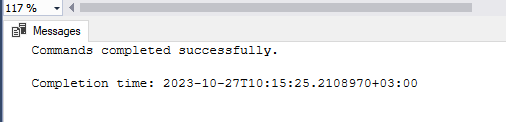 117 %
Messages
Commands completed successfully.
Completion time: 2023-10-27T10:15:25.2108970+03:00